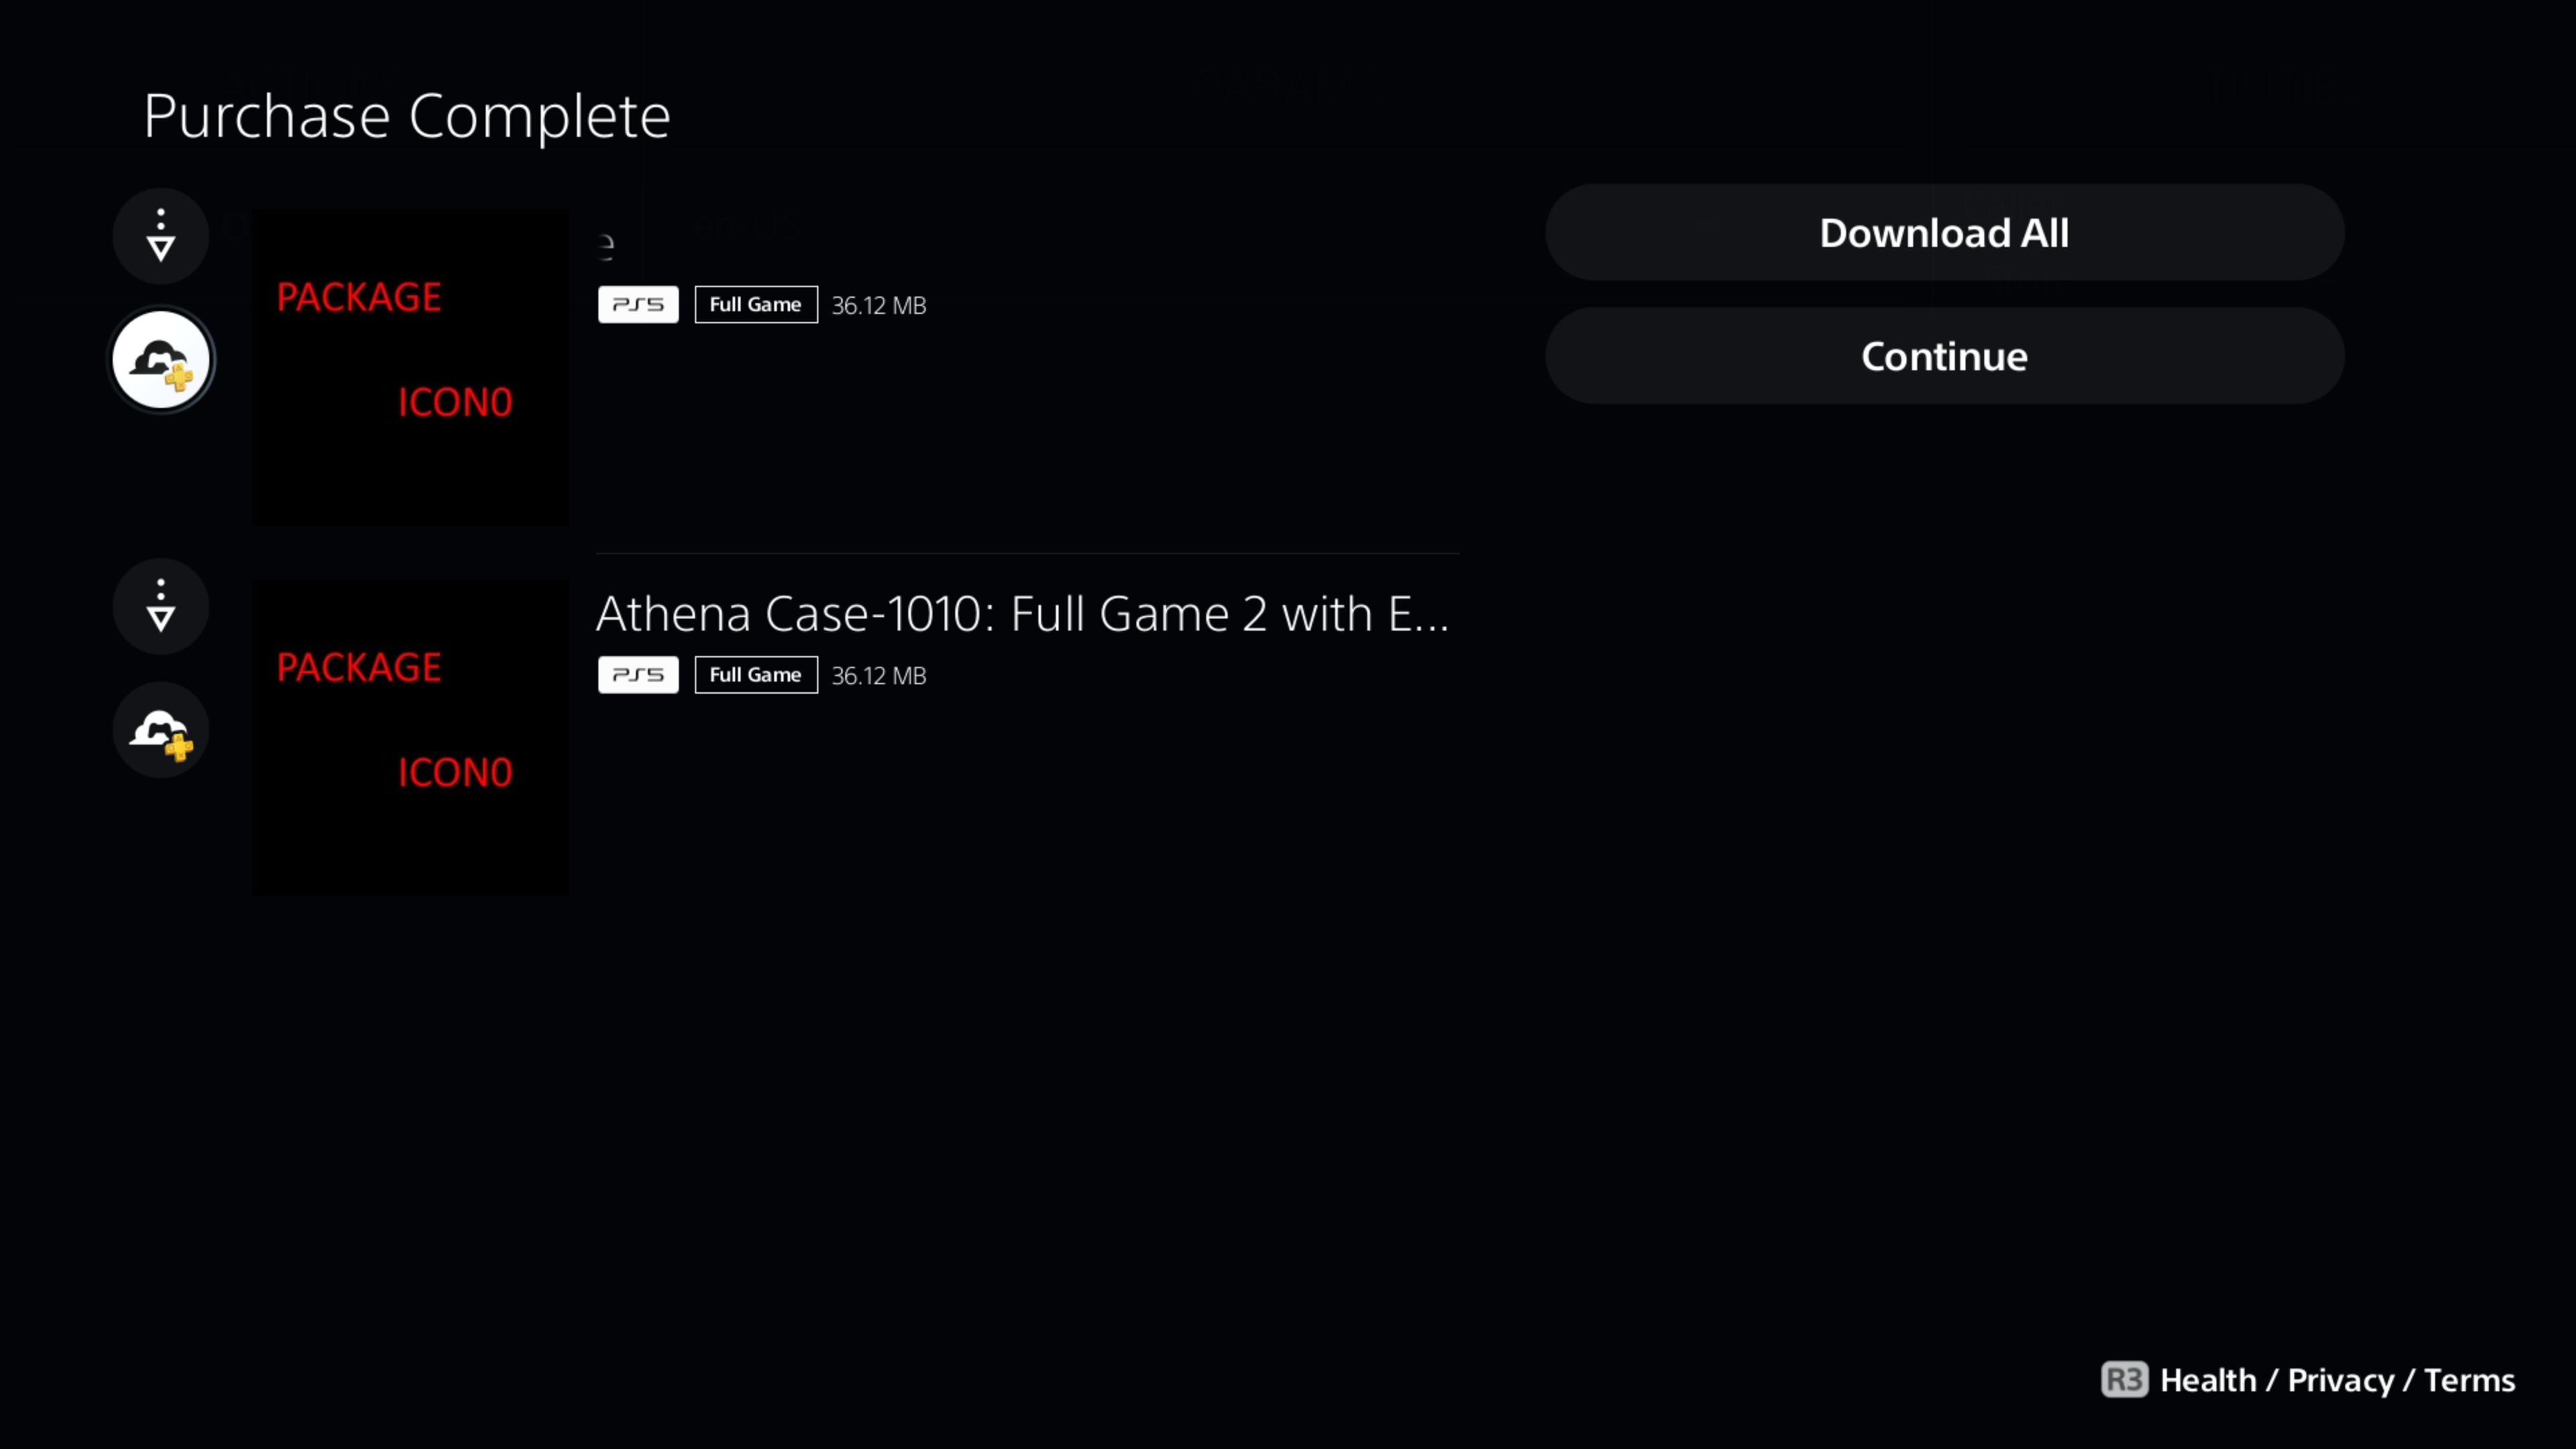 Purchase Complete
PACKAGE
ICON0
e
PS5 Full Game 36.12 MB
Download All
Continue
PACKAGE
ICON0
Athena Case-1010: Full Game 2 with E...
PS5 Full Game 36.12 MB
R3 Health / Privacy / Terms